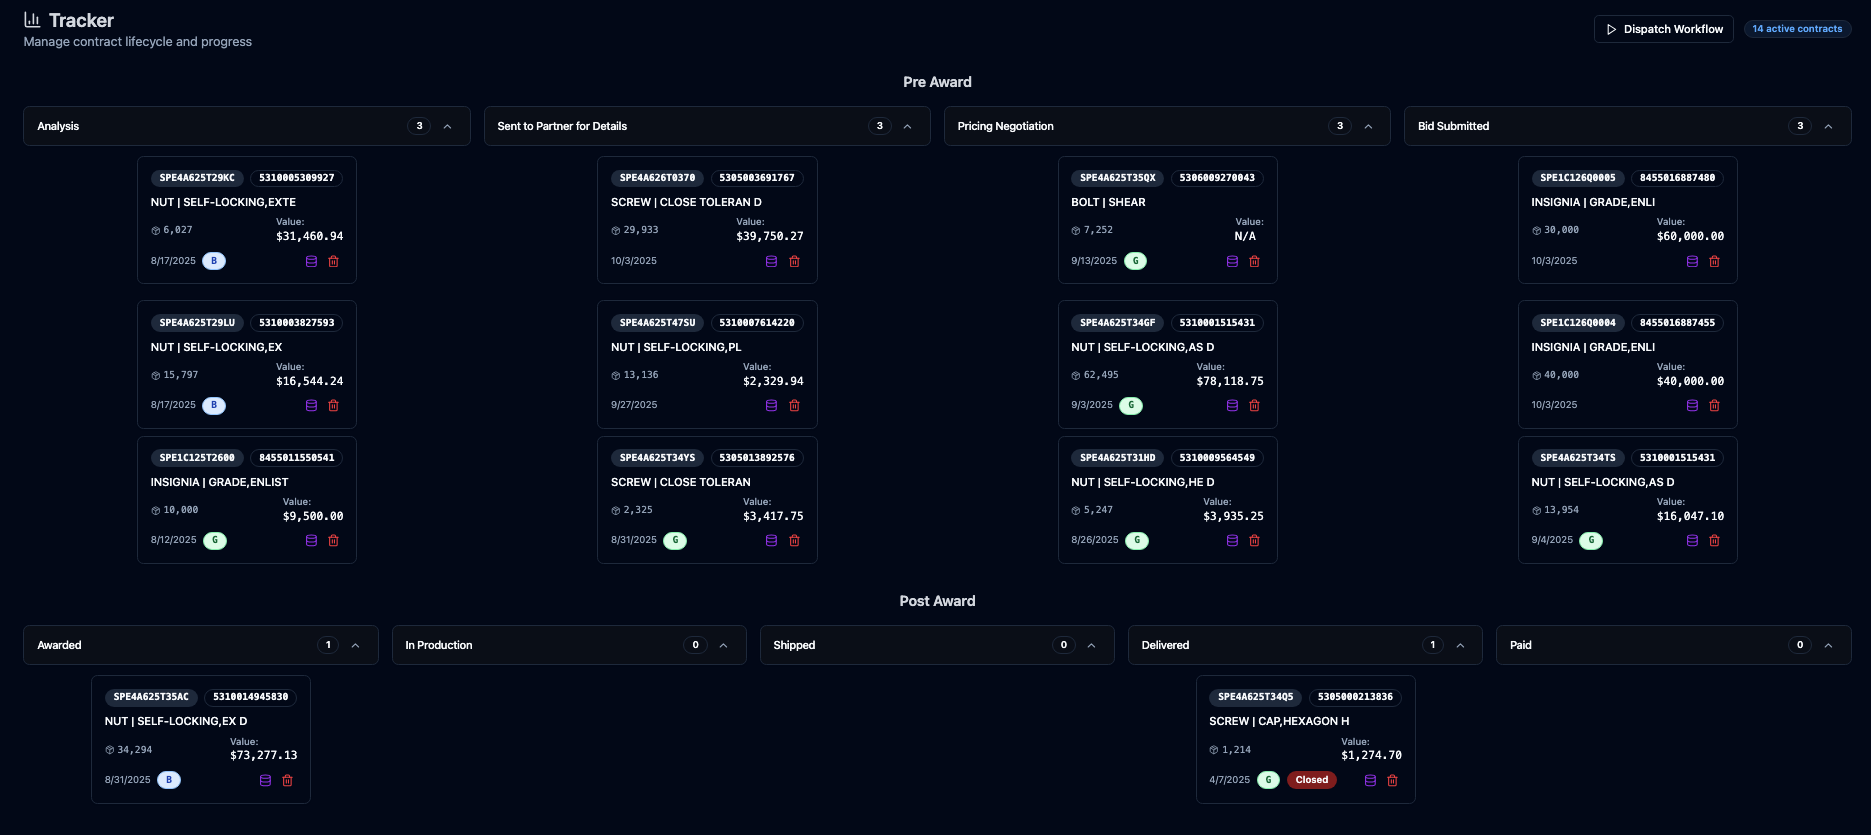 Tracker
Manage contract lifecycle and progress
Dispatch Workflow
14 active contracts
Pre Award
Analysis 3
SPE4A625T29KC 5310005309927
NUT | SELF-LOCKING,EXTE
6,027
Value:
$31,460.94
8/17/2025 B
SPE4A625T29LU 5310003827593
NUT | SELF-LOCKING,EX
15,797
Value:
$16,544.24
8/17/2025 B
SPE1C125T2600 8455011550541
INSIGNIA | GRADE,ENLIST
10,000
Value:
$9,500.00
8/12/2025 G
Sent to Partner for Details 3
SPE4A626T0370 5305003691767
SCREW | CLOSE TOLERAN D
29,933
Value:
$39,750.27
10/3/2025
SPE4A625T47SU 5310007614220
NUT | SELF-LOCKING,PL
13,136
Value:
$2,329.94
9/27/2025
SPE4A625T34YS 5305013892576
SCREW | CLOSE TOLERAN
2,325
Value:
$3,417.75
8/31/2025 G
Pricing Negotiation 3
SPE4A625T35QX 5306009270043
BOLT | SHEAR
7,252
Value:
N/A
9/13/2025 G
SPE4A625T34GF 5310001515431
NUT | SELF-LOCKING,AS D
62,495
Value:
$78,118.75
9/3/2025 G
SPE4A625T31HD 5310009564549
NUT | SELF-LOCKING,HE D
5,247
Value:
$3,935.25
8/26/2025 G
Bid Submitted 3
SPE1C126Q0005 8455016887480
INSIGNIA | GRADE,ENLI
30,000
Value:
$60,000.00
10/3/2025
SPE1C126Q0004 8455016887455
INSIGNIA | GRADE,ENLI
40,000
Value:
$40,000.00
10/3/2025
SPE4A625T34TS 5310001515431
NUT | SELF-LOCKING,AS D
13,954
Value:
$16,047.10
9/4/2025 G
Post Award
Awarded 1
SPE4A625T35AC 5310014945830
NUT | SELF-LOCKING,EX D
34,294
Value:
$73,277.13
8/31/2025 B
In Production 0
Shipped 0
Delivered 1
SPE4A625T34Q5 5305000213836
SCREW | CAP,HEXAGON H
1,214
Value:
$1,274.70
4/7/2025 G Closed
Paid 0